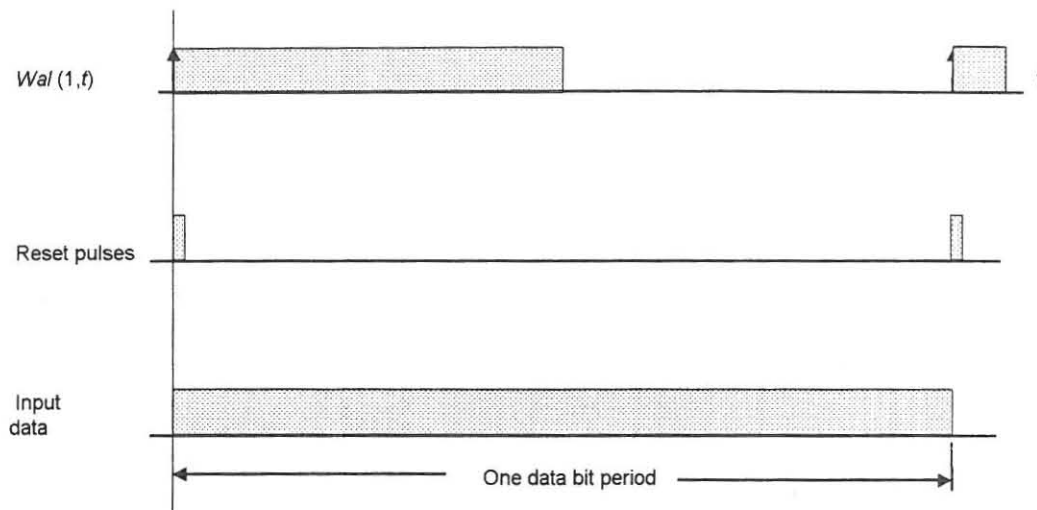 Wal (1,t)
Reset pulses
Input
data
One data bit period